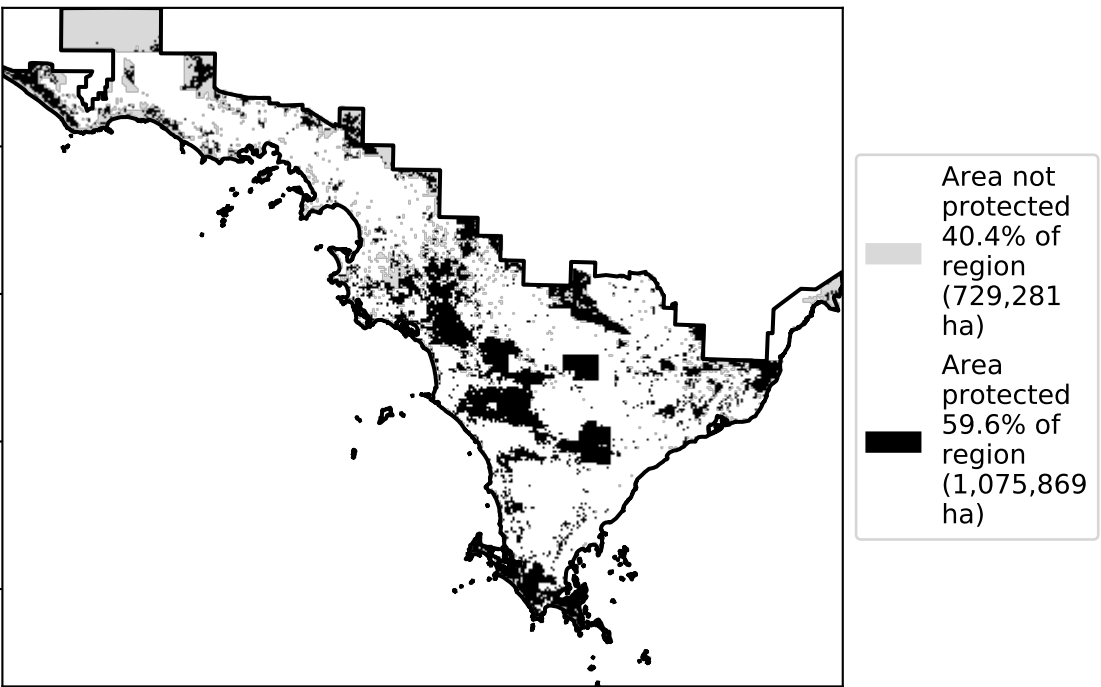 Area not
protected
40.4% of
region
(729,281
ha)
Area
protected
59.6% of
region
(1,075,869
ha)